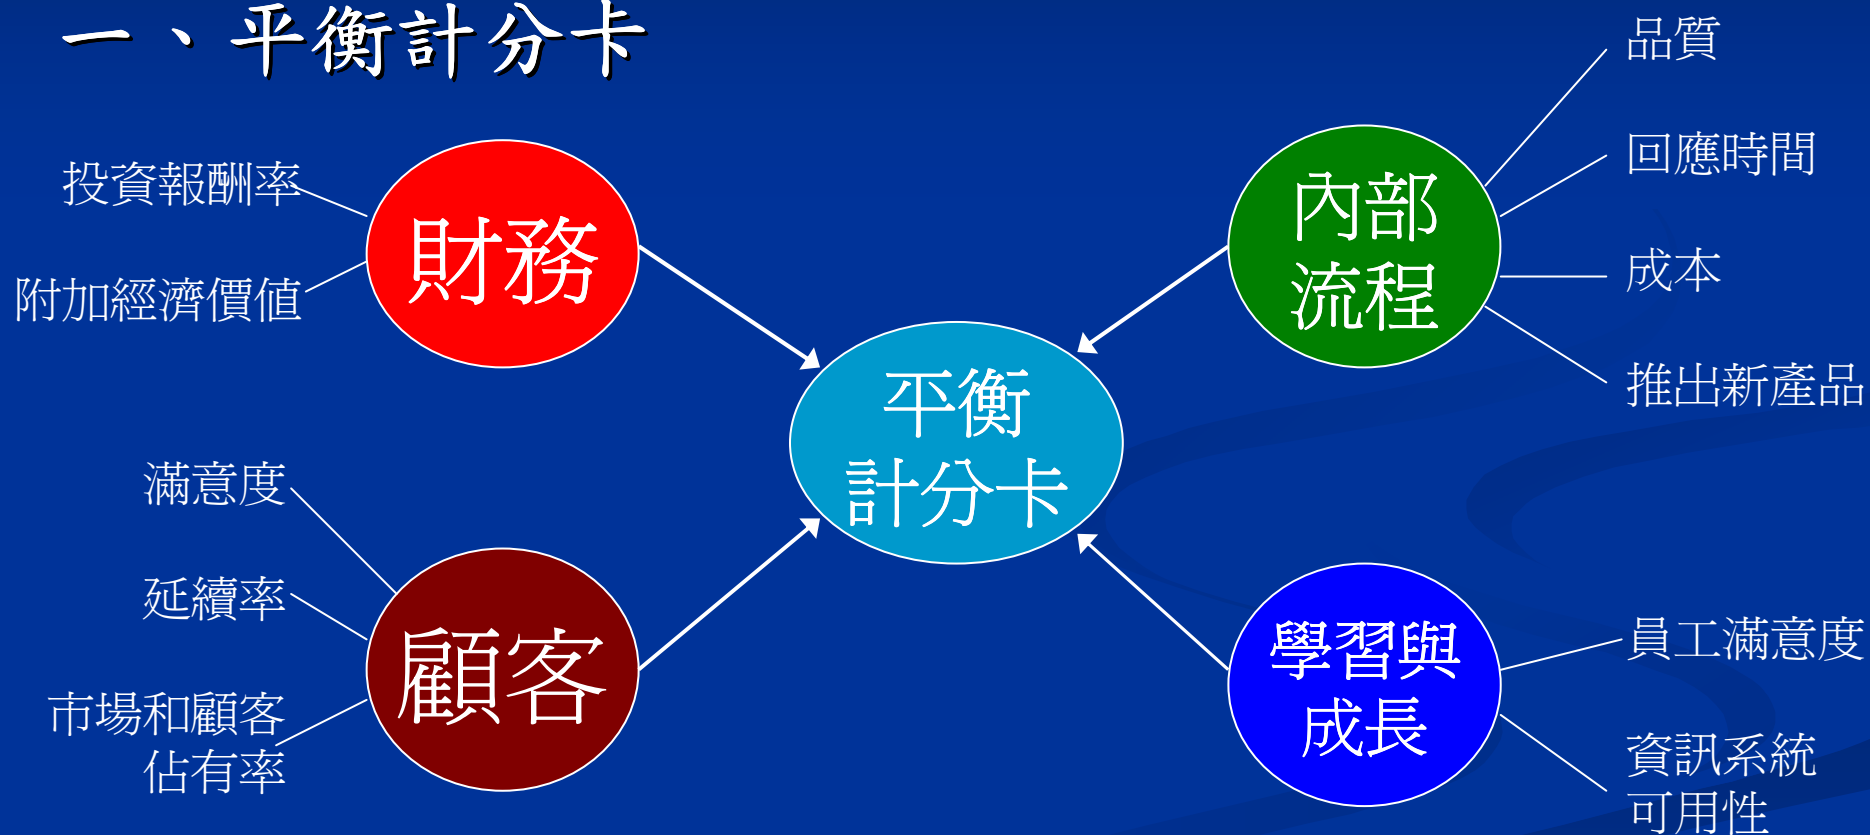 一、平衡計分卡
投資報酬率
附加經濟價值
財務
滿意度
延續率
市場和顧客
佔有率
顧客
平衡
計分卡
內部
流程
品質
回應時間
成本
推出新產品
學習與
成長
員工滿意度
資訊系統
可用性